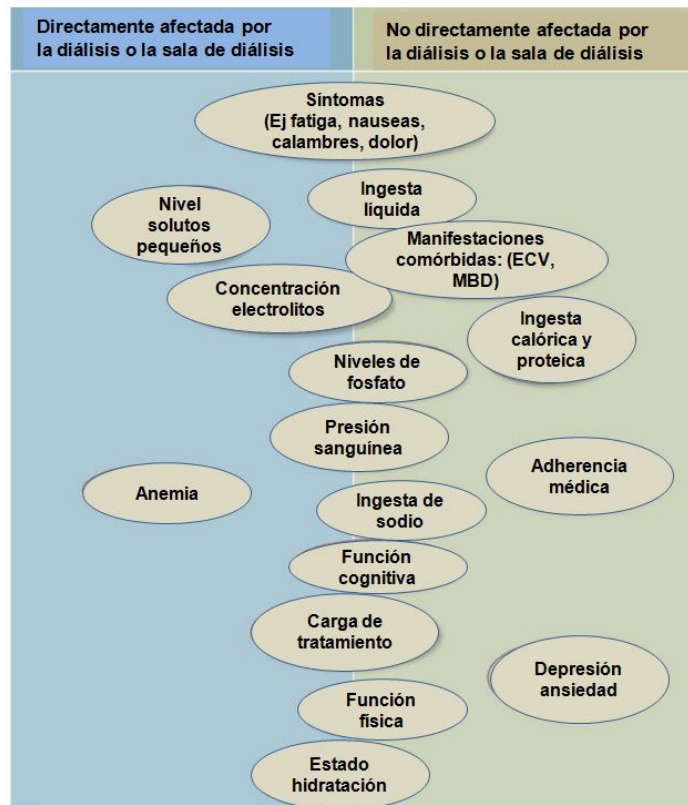 Directamente afectada por
la diálisis o la sala de diálisis
No directamente afectada por
la diálisis o la sala de diálisis
Síntomas
(Ej fatiga, nauseas,
calambres, dolor)
Ingesta
líquida
Nivel
solutos
pequeños
Manifestaciones
comórbidas: (ECV,
MBD)
Concentración
electrolitos
Ingesta
calórica y
proteica
Niveles de
fosfato
Presión
sanguínea
Adherencia
médica
Anemia
Ingesta de
sodio
Función
cognitiva
Carga de
tratamiento
Depresión
ansiedad
Función
física
Estado
hidratación